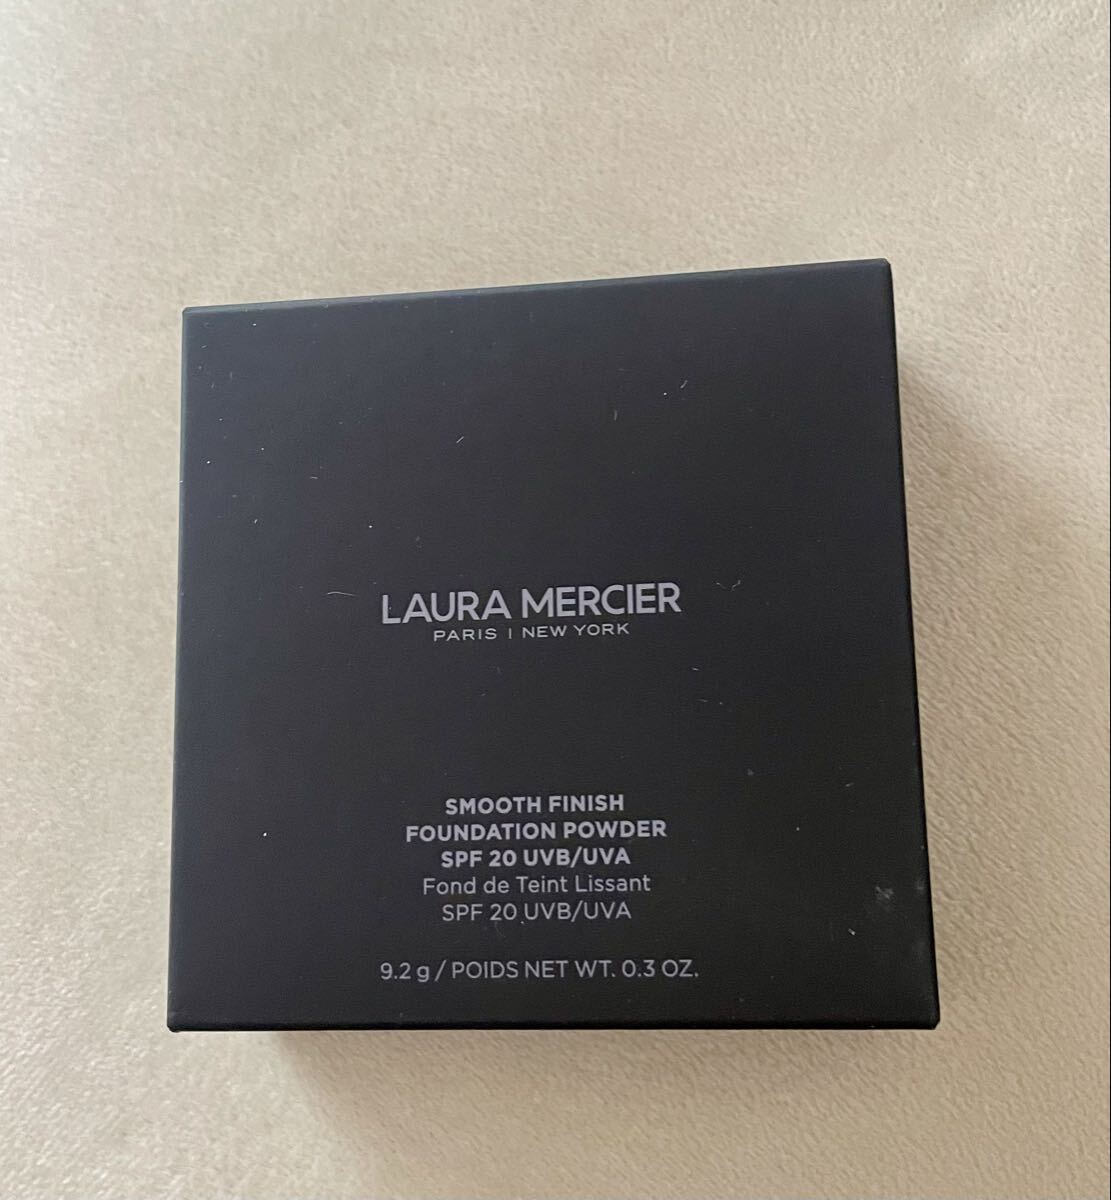 LAURA MERCIER
PARIS | NEW YORK
SMOOTH FINISH
FOUNDATION POWDER
SPF 20 UVB/UVA
Fond de Teint Lissant
SPF 20 UVB/UVA
9.2 g / POIDS NET WT. 0.3 OZ.